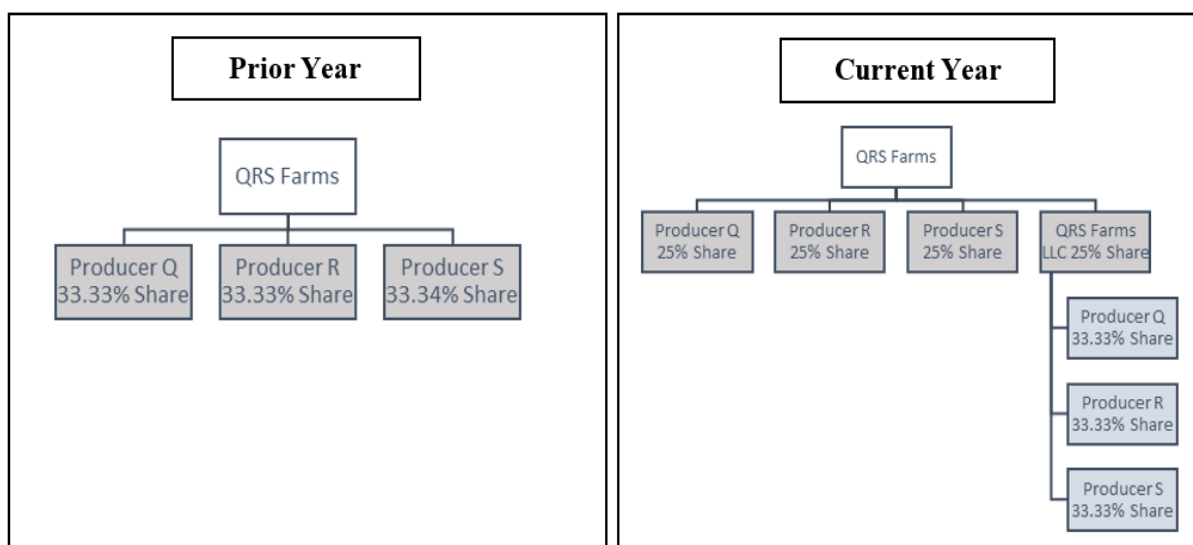 Prior Year
QRS Farms
Producer Q
33.33% Share
Producer R
33.33% Share
Producer S
33.34% Share
Current Year
QRS Farms
Producer Q
25% Share
Producer R
25% Share
Producer S
25% Share
QRS Farms
LLC 25% Share
Producer Q
33.33% Share
Producer R
33.33% Share
Producer S
33.33% Share